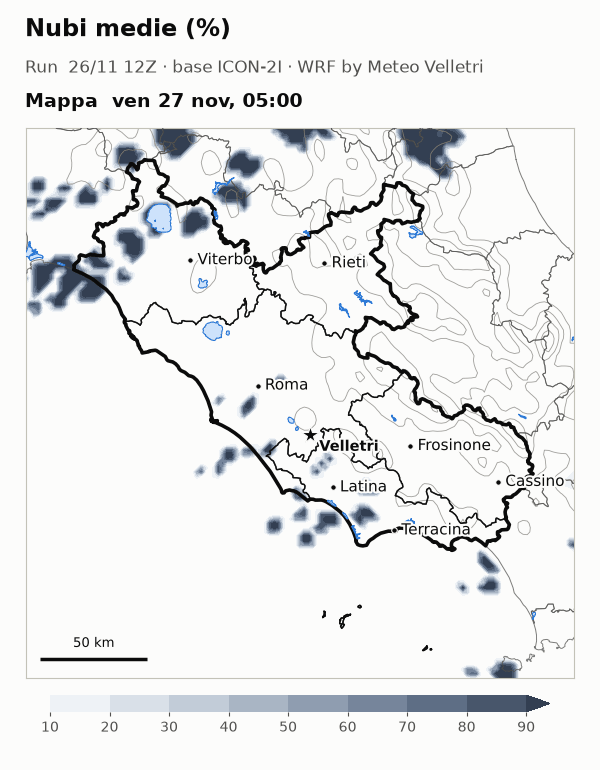 Nubi medie (%)
Run  26/11 12Z · base ICON-2I · WRF by Meteo Velletri
Mappa  ven 27 nov, 05:00
Viterbo
Rieti
Roma
Velletri
Frosinone
Cassino
Latina
Terracina
50 km
10 20 30 40 50 60 70 80 90